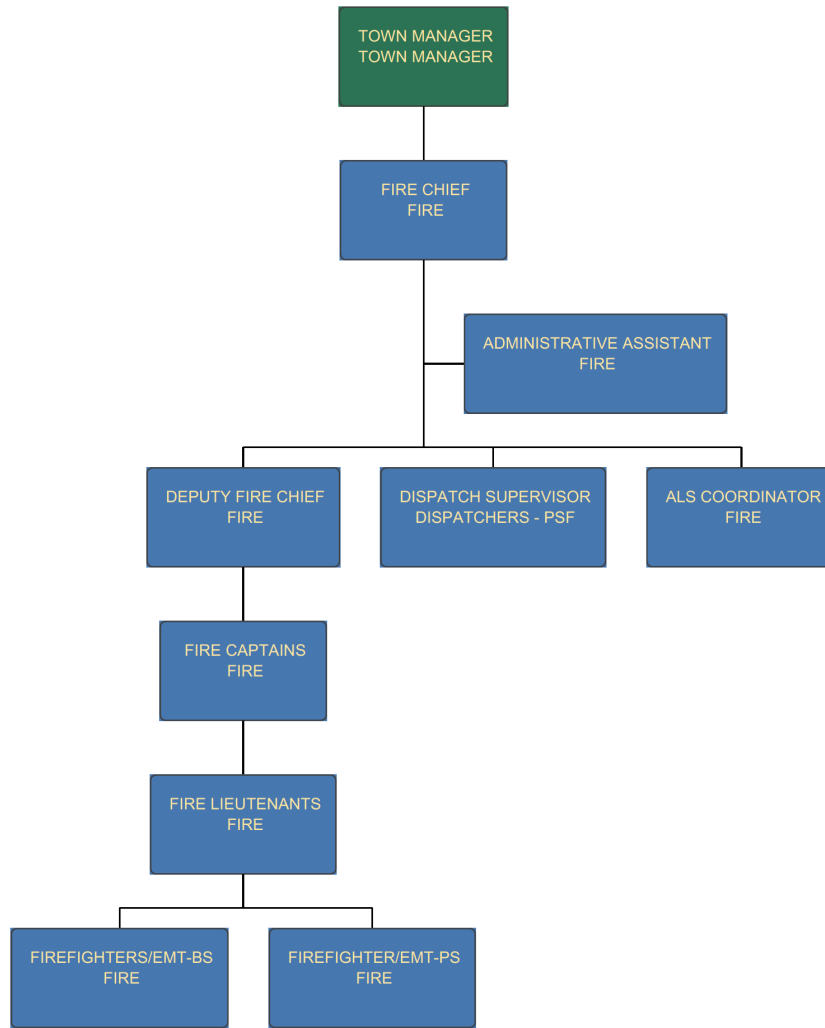 TOWN MANAGER
TOWN MANAGER
FIRE CHIEF
FIRE
ADMINISTRATIVE ASSISTANT
FIRE
DEPUTY FIRE CHIEF
FIRE
DISPATCH SUPERVISOR
DISPATCHERS - PSF
ALS COORDINATOR
FIRE
FIRE CAPTAINS
FIRE
FIRE LIEUTENANTS
FIRE
FIREFIGHTERS/EMT-BS
FIRE
FIREFIGHTER/EMT-PS
FIRE